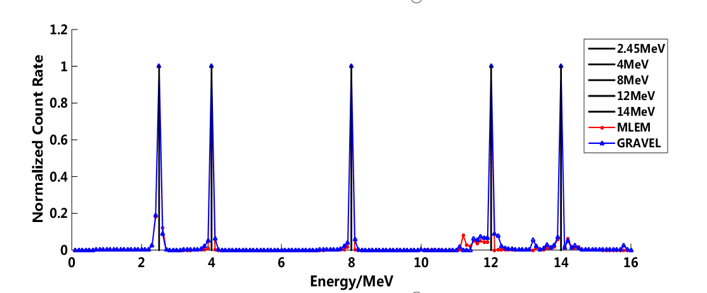 1.2
1
0.8
0.6
0.4
0.2
0
Normalized Count Rate
0 2 4 6 8 10 12 14 16
Energy/MeV
2.45MeV
4MeV
8MeV
12MeV
14MeV
MLEM
GRAVEL